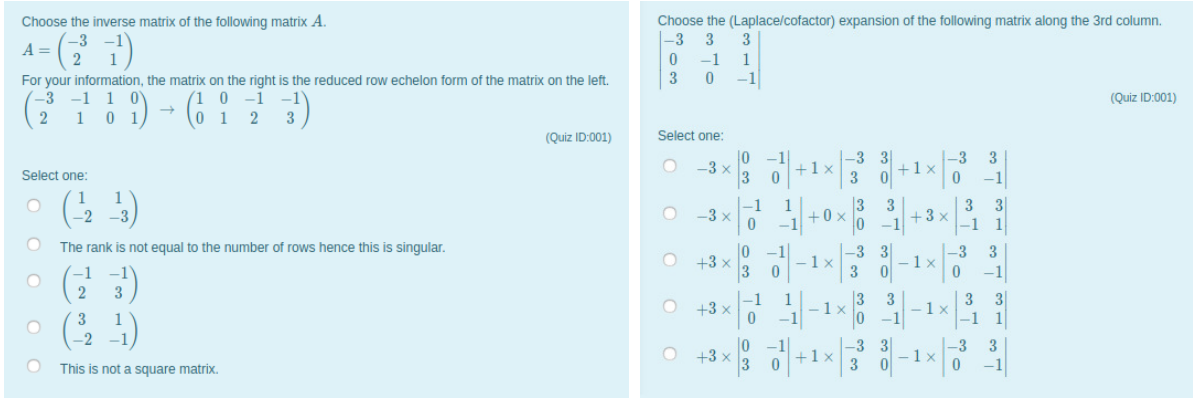 Choose the inverse matrix of the following matrix A.
A = (−3 −1
2 1)
For your information, the matrix on the right is the reduced row echelon form of the matrix on the left.
(−3 −1 1 0
2 1 0 1) → (1 0 −1 −1
0 1 2 3)
(Quiz ID:001)
Select one:
(1 1
−2 −3)
The rank is not equal to the number of rows hence this is singular.
(−1 −1
2 3)
(3 1
−2 −1)
This is not a square matrix.
Choose the (Laplace/cofactor) expansion of the following matrix along the 3rd column.
|−3 3 3|
|0 −1 1|
|3 0 −1|
(Quiz ID:001)
Select one:
−3 × |0 −1; 3 0| + 1 × |−3 3; 3 0| + 1 × |−3 3; 0 −1|
−3 × |−1 1; 0 −1| + 0 × |3 3; 0 −1| + 3 × |3 3; −1 1|
+3 × |0 −1; 3 0| − 1 × |−3 3; 3 0| − 1 × |−3 3; 0 −1|
+3 × |−1 1; 0 −1| − 1 × |3 3; 0 −1| − 1 × |3 3; −1 1|
+3 × |0 −1; 3 0| + 1 × |−3 3; 3 0| − 1 × |−3 3; 0 −1|